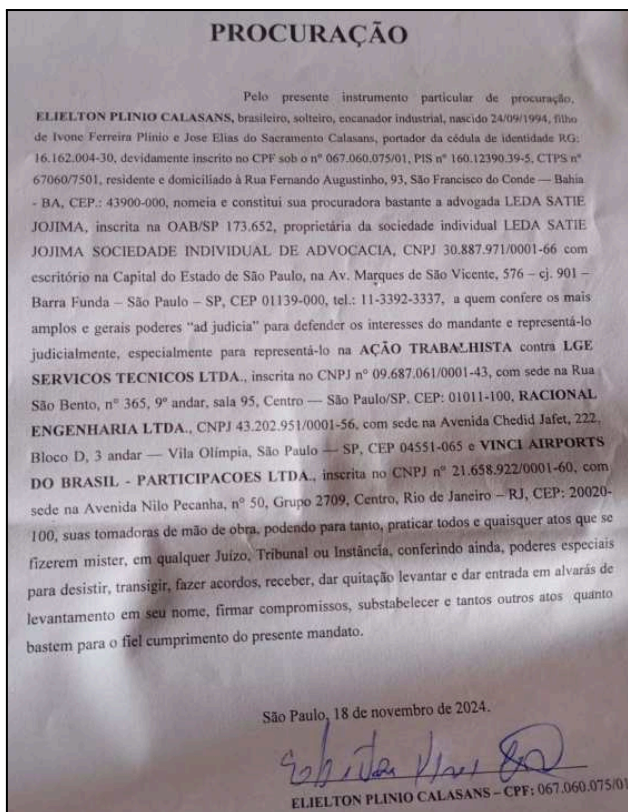 PROCURAÇÃO
Pelo presente instrumento particular de procuração,
ELIELTON PLINIO CALASANS, brasileiro, solteiro, encanador industrial, nascido 24/09/1994, filho
de Ivone Ferreira Plinio e Jose Elias do Sacramento Calasans, portador da cédula de identidade RG:
16.162.004-30, devidamente inscrito no CPF sob o nº 067.060.075/01, PIS nº 160.12390.39-5, CTPS nº
67060/7501, residente e domiciliado à Rua Fernando Augustinho, 93, São Francisco do Conde — Bahia
- BA, CEP.: 43900-000, nomeia e constitui sua procuradora bastante a advogada LEDA SATIE
JOJIMA, inscrita na OAB/SP 173.652, proprietária da sociedade individual LEDA SATIE
JOJIMA SOCIEDADE INDIVIDUAL DE ADVOCACIA, CNPJ 30.887.971/0001-66 com
escritório na Capital do Estado de São Paulo, na Av. Marques de São Vicente, 576 – cj. 901 –
Barra Funda – São Paulo – SP, CEP 01139-000, tel.: 11-3392-3337, a quem confere os mais
amplos e gerais poderes “ad judicia” para defender os interesses do mandante e representá-lo
judicialmente, especialmente para representá-lo na AÇÃO TRABALHISTA contra LGE
SERVICOS TECNICOS LTDA., inscrita no CNPJ nº 09.687.061/0001-43, com sede na Rua
São Bento, nº 365, 9º andar, sala 95, Centro — São Paulo/SP. CEP: 01011-100, RACIONAL
ENGENHARIA LTDA., CNPJ 43.202.951/0001-56, com sede na Avenida Chedid Jafet, 222,
Bloco D, 3 andar — Vila Olímpia, São Paulo — SP, CEP 04551-065 e VINCI AIRPORTS
DO BRASIL - PARTICIPACOES LTDA., inscrita no CNPJ nº 21.658.922/0001-60, com
sede na Avenida Nilo Pecanha, nº 50, Grupo 2709, Centro, Rio de Janeiro – RJ, CEP: 20020-
100, suas tomadoras de mão de obra, podendo para tanto, praticar todos e quaisquer atos que se
fizerem mister, em qualquer Juízo, Tribunal ou Instância, conferindo ainda, poderes especiais
para desistir, transigir, fazer acordos, receber, dar quitação levantar e dar entrada em alvarás de
levantamento em seu nome, firmar compromissos, substabelecer e tantos outros atos quanto
bastem para o fiel cumprimento do presente mandato.
São Paulo, 18 de novembro de 2024.
ELIELTON PLINIO CALASANS – CPF: 067.060.075/01